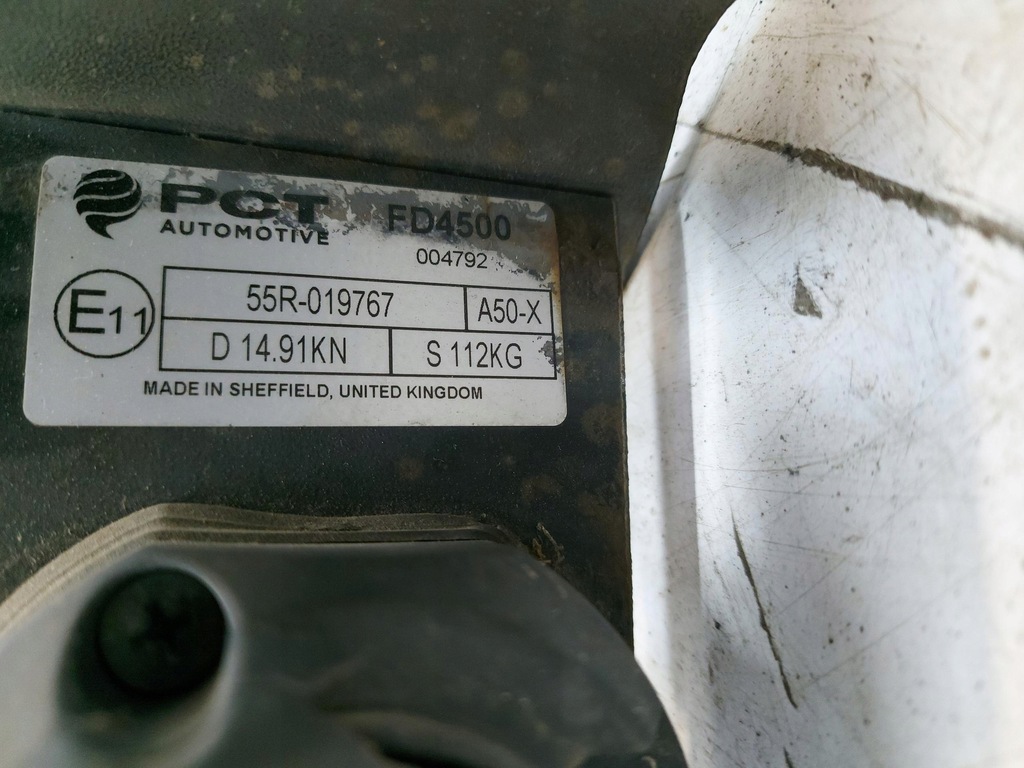 PCT FD4500
AUTOMOTIVE
004792
E11 55R-019767 A50-X
D 14.91KN S 112KG
MADE IN SHEFFIELD, UNITED KINGDOM